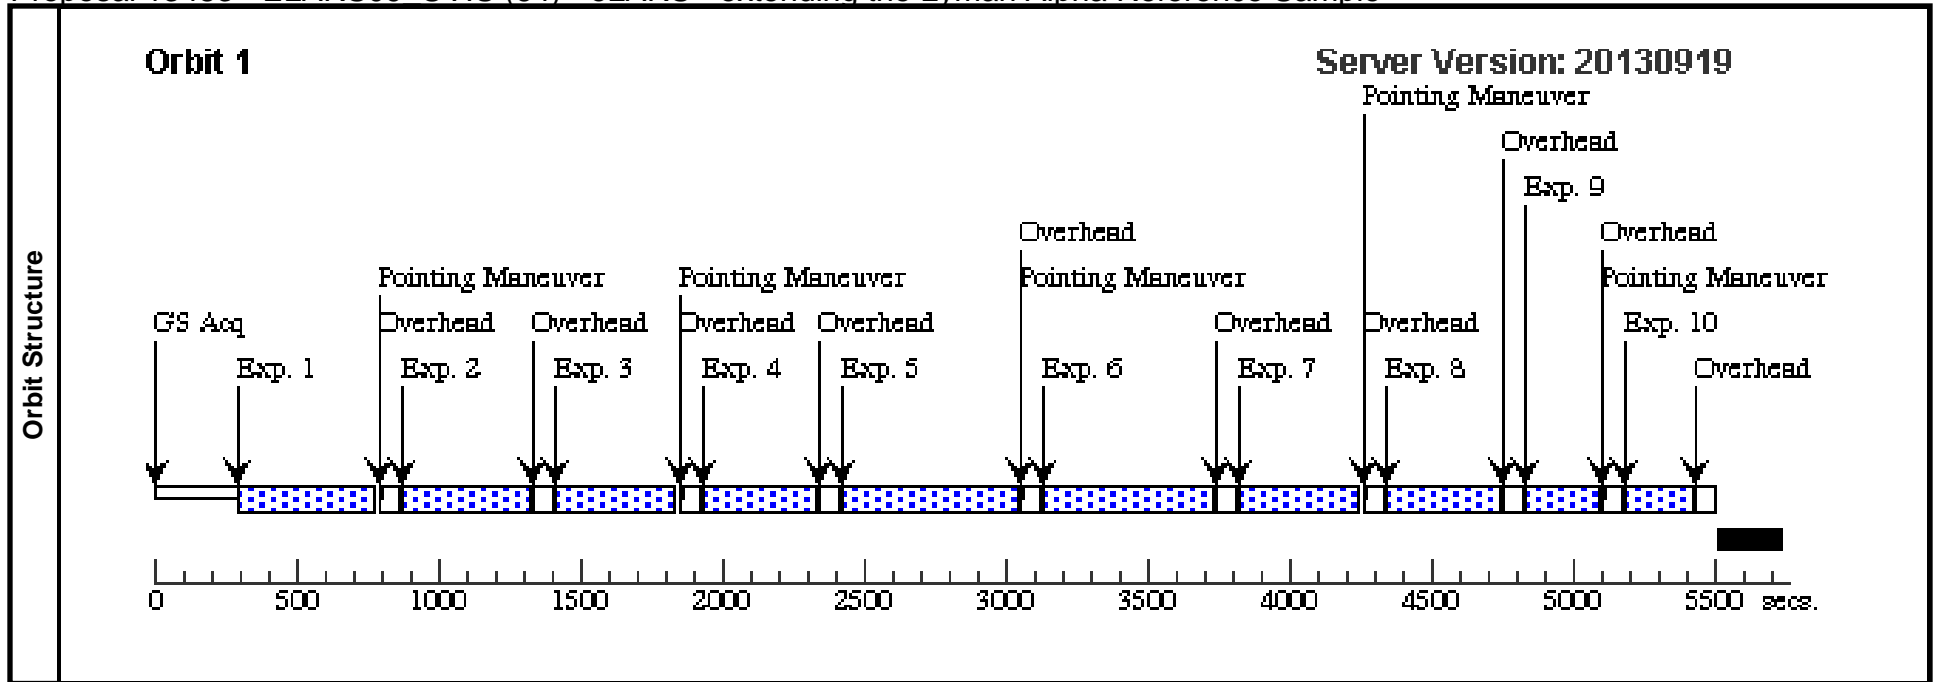 Orbit Structure
Orbit 1
Server Version: 20130919
Pointing Maneuver
Overhead
Exp. 9
Overhead
Overhead
Pointing Maneuver
Pointing Maneuver
Pointing Maneuver
Pointing Maneuver
GS Acq
Overhead
Overhead
Overhead
Overhead
Overhead
Overhead
Exp. 10
Exp. 1
Exp. 2
Exp. 3
Exp. 4
Exp. 5
Exp. 6
Exp. 7
Exp. 8
Overhead
0 500 1000 1500 2000 2500 3000 3500 4000 4500 5000 5500 secs.